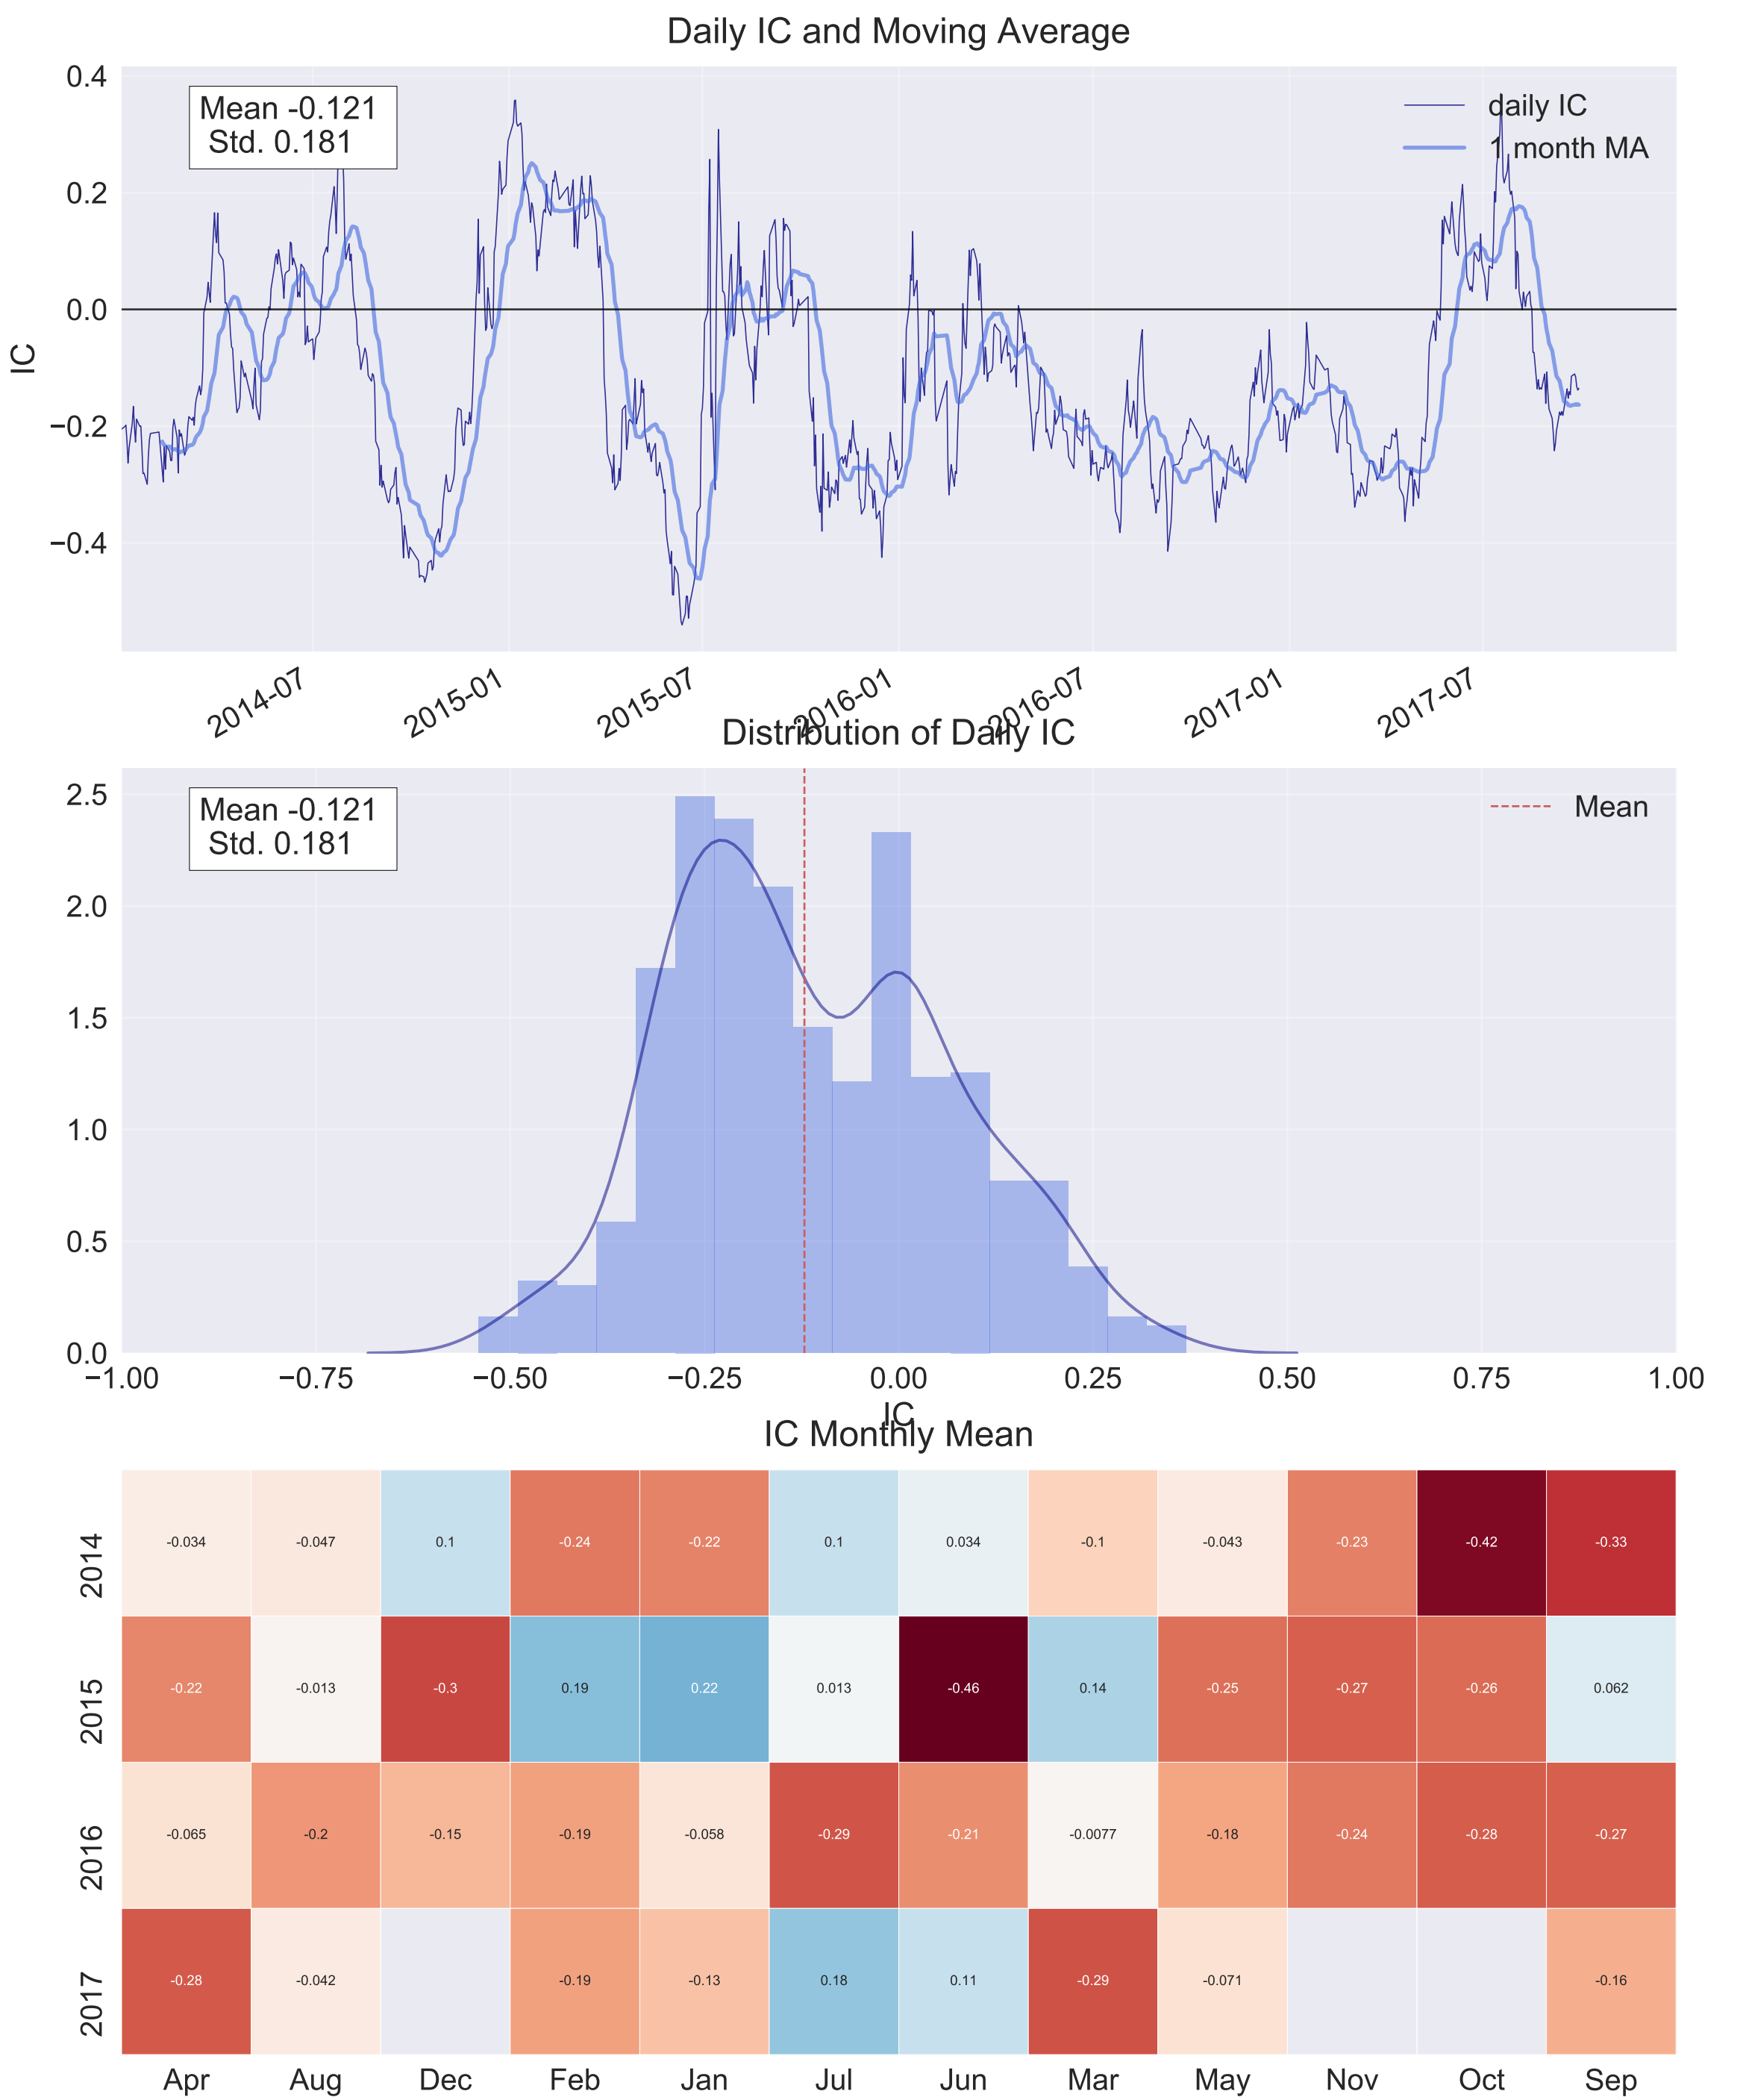 Daily IC and Moving Average
0.4
0.2
0.0
−0.2
−0.4
IC
Mean -0.121
Std. 0.181
daily IC
1 month MA
2014-07
2015-01
2015-07
2016-01
2016-07
2017-01
2017-07
Distribution of Daily IC
2.5
2.0
1.5
1.0
0.5
0.0
Mean -0.121
Std. 0.181
Mean
−1.00 −0.75 −0.50 −0.25 0.00 0.25 0.50 0.75 1.00
IC
IC Monthly Mean
2014 -0.034 -0.047 0.1 -0.24 -0.22 0.1 0.034 -0.1 -0.043 -0.23 -0.42 -0.33
2015 -0.22 -0.013 -0.3 0.19 0.22 0.013 -0.46 0.14 -0.25 -0.27 -0.26 0.062
2016 -0.065 -0.2 -0.15 -0.19 -0.058 -0.29 -0.21 -0.0077 -0.18 -0.24 -0.28 -0.27
2017 -0.28 -0.042 -0.19 -0.13 0.18 0.11 -0.29 -0.071 -0.16
Apr Aug Dec Feb Jan Jul Jun Mar May Nov Oct Sep